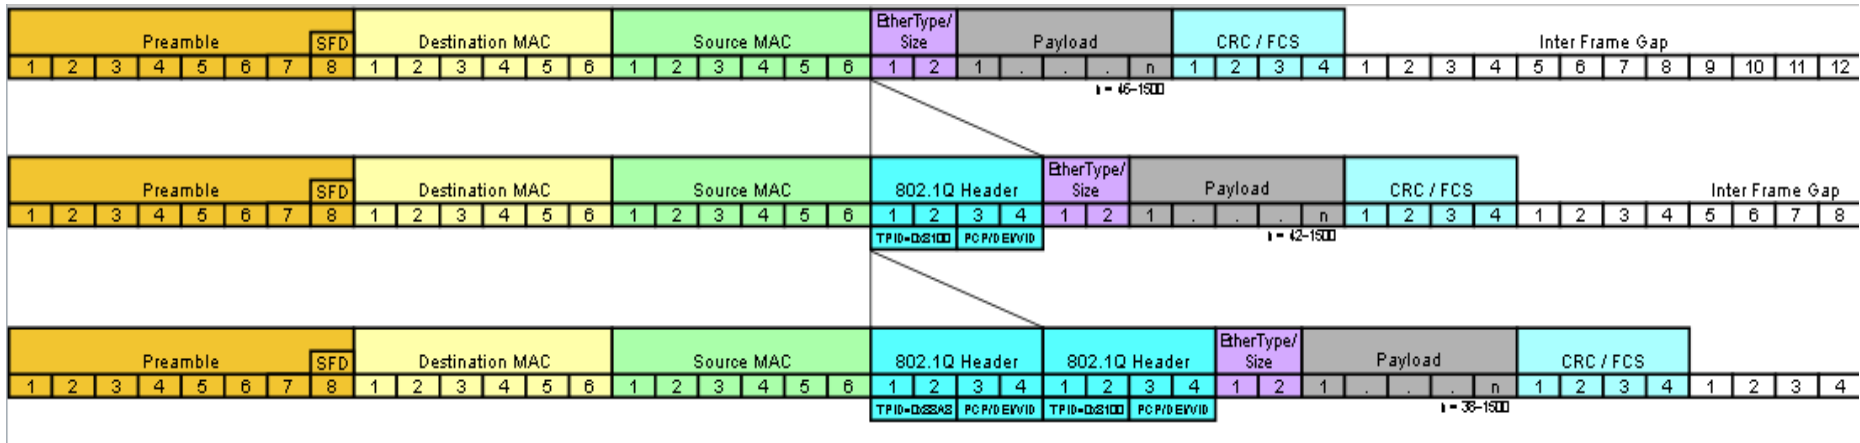 EtherType/
Preamble SFD Destination MAC Source MAC Size Payload CRC / FCS Inter Frame Gap
1 2 3 4 5 6 7 8 1 2 3 4 5 6 1 2 3 4 5 6 1 2 1 . . . n 1 2 3 4 1 2 3 4 5 6 7 8 9 10 11 12
n = 46-1500
EtherType/
Preamble SFD Destination MAC Source MAC 802.1Q Header Size Payload CRC / FCS Inter Frame Gap
1 2 3 4 5 6 7 8 1 2 3 4 5 6 1 2 3 4 5 6 1 2 3 4 1 2 1 . . . n 1 2 3 4 1 2 3 4 5 6 7 8
TPID=0x8100 PCP/DEI/VID n = 42-1500
EtherType/
Preamble SFD Destination MAC Source MAC 802.1Q Header 802.1Q Header Size Payload CRC / FCS
1 2 3 4 5 6 7 8 1 2 3 4 5 6 1 2 3 4 5 6 1 2 3 4 1 2 3 4 1 2 1 . . . n 1 2 3 4 1 2 3 4
TPID=0x88A8 PCP/DEI/VID TPID=0x8100 PCP/DEI/VID n = 38-1500